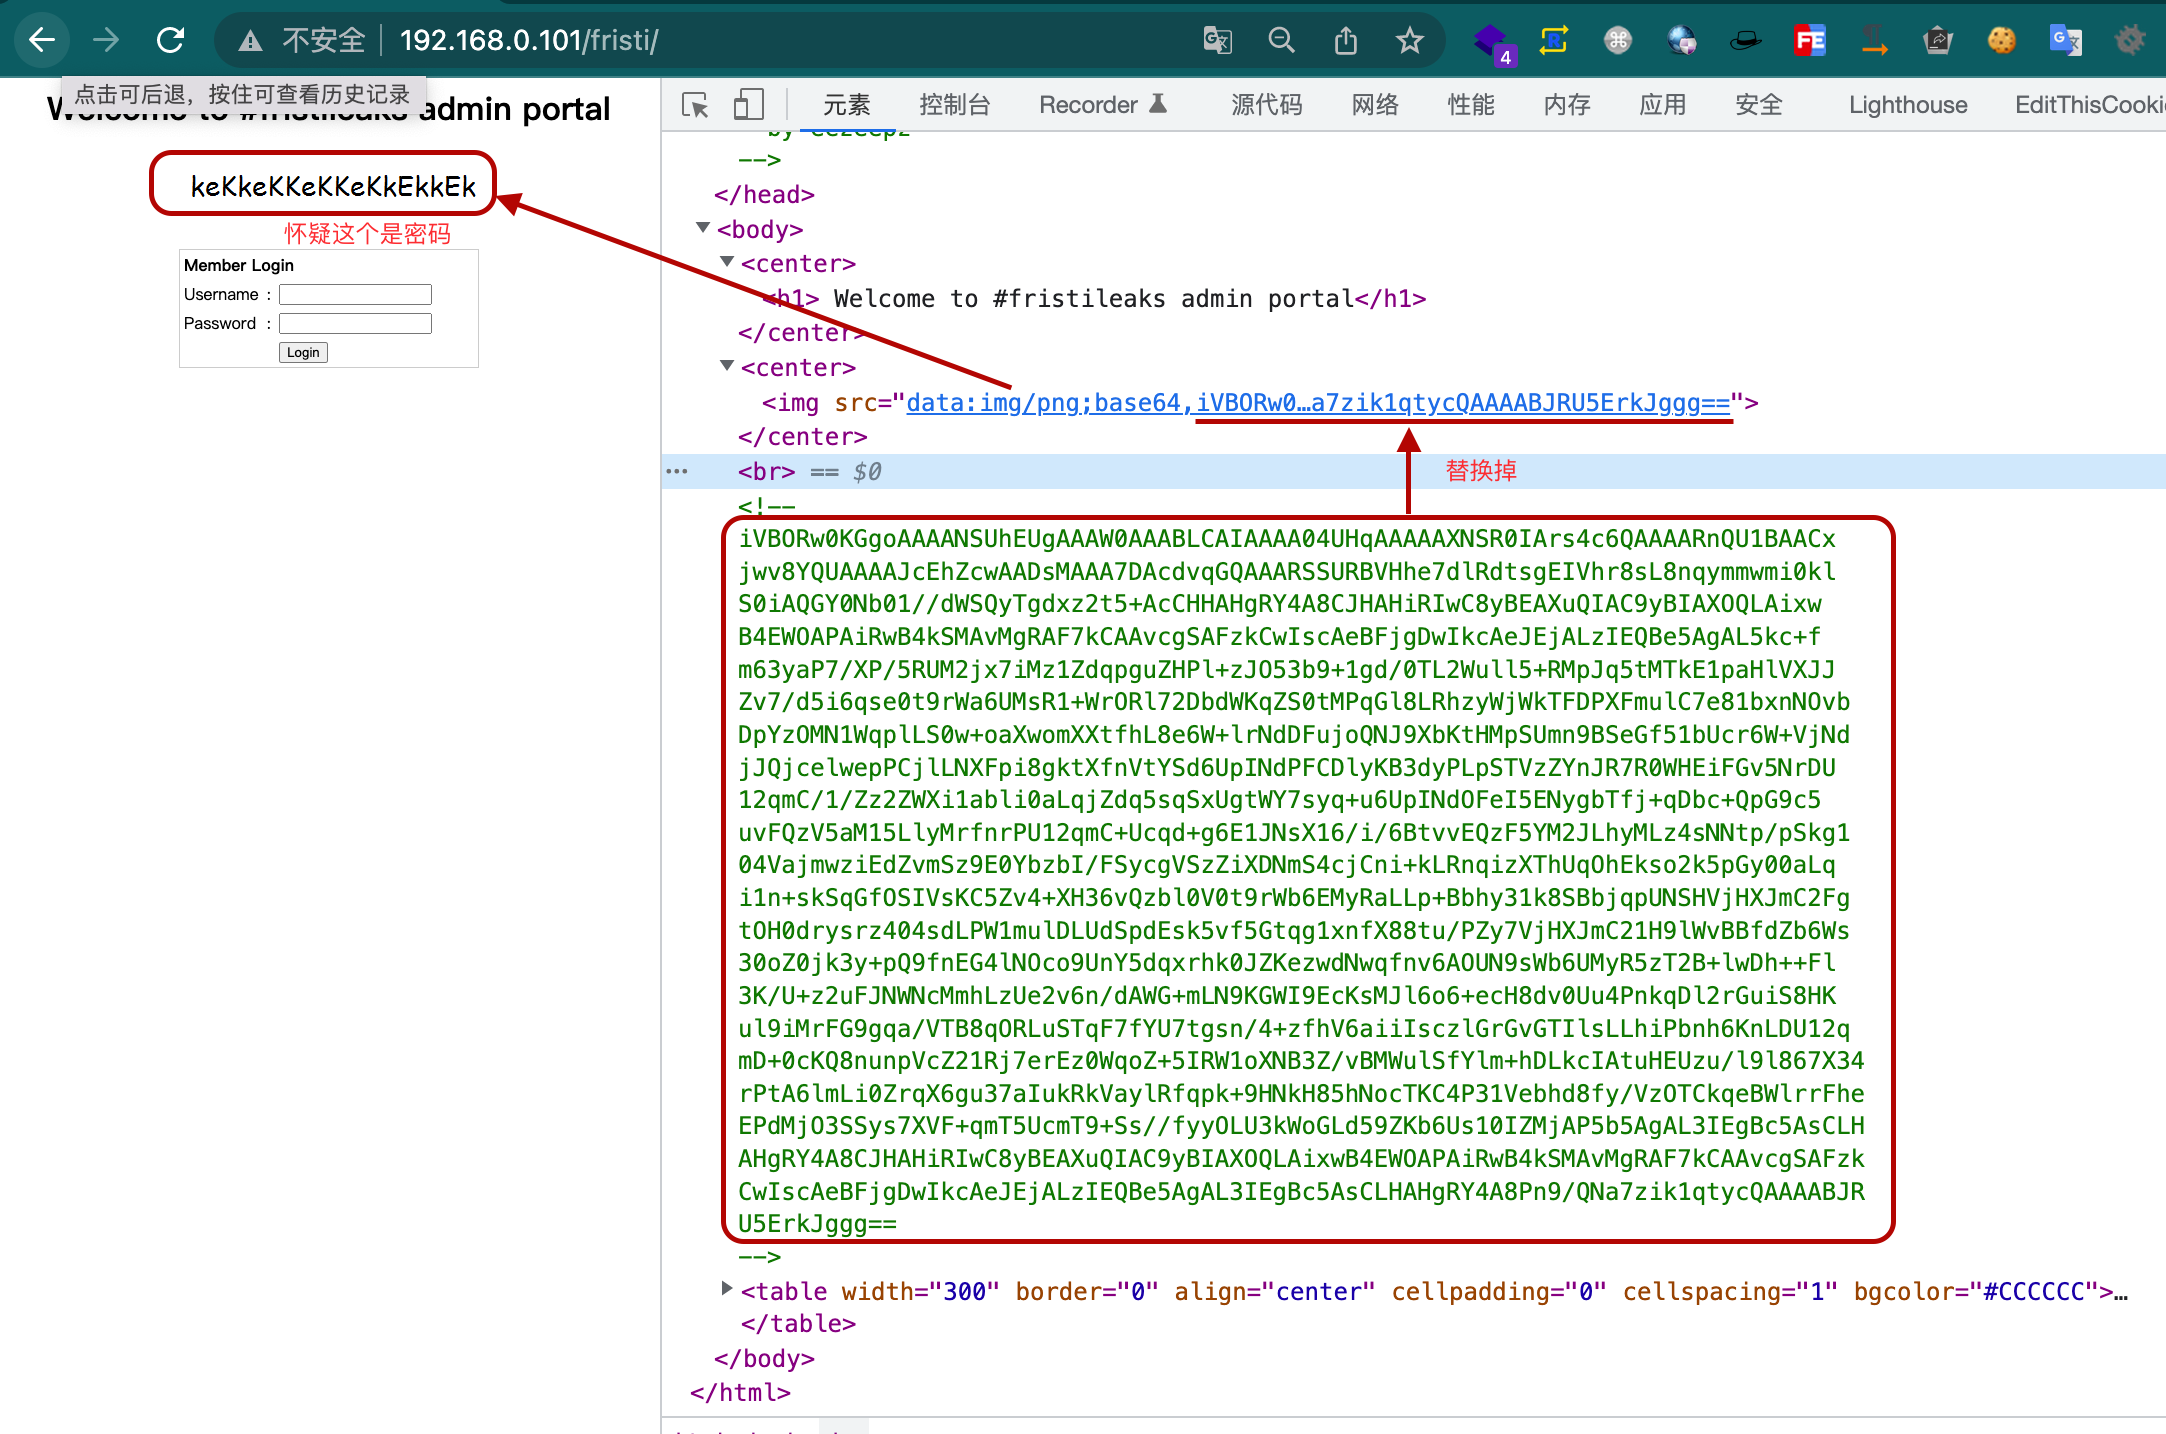 不安全 192.168.0.101/fristi/
4
点击可后退，按住可查看历史记录
Welcome to #fristileaks admin portal
keKkeKKeKKeKkEkkEk
怀疑这个是密码
Member Login
Username :
Password :
Login
元素 控制台 Recorder 源代码 网络 性能 内存 应用 安全 Lighthouse EditThisCooki
by eezeepz
-->
</head>
<body>
<center>
<h1> Welcome to #fristileaks admin portal</h1>
</center>
<center>
<img src="data:img/png;base64,iVBORw0…a7zik1qtycQAAAABJRU5ErkJggg==">
</center>
<br> == $0
替换掉
<!--
iVBORw0KGgoAAAANSUhEUgAAAW0AAABLCAIAAAA04UHqAAAAAXNSR0IArs4c6QAAAARnQU1BAACx
jwv8YQUAAAAJcEhZcwAADsMAAA7DAcdvqGQAAARSSURBVHhe7dlRdtsgEIVhr8sL8nqymmwmi0kl
S0iAQGY0Nb01//dWSQyTgdxz2t5+AcCHHAHgRY4A8CJHAHiRIwC8yBEAXuQIAC9yBIAXOQLAixw
B4EWOAPAiRwB4kSMAvMgRAF7kCAAvcgSAFzkCwIscAeBFjgDwIkcAeJEjALzIEQBe5AgAL5kc+f
m63yaP7/XP/5RUM2jx7iMz1ZdqpguZHPl+zJO53b9+1gd/0TL2Wull5+RMpJq5tMTkE1paHlVXJJ
Zv7/d5i6qse0t9rWa6UMsR1+WrORl72DbdWKqZS0tMPqGl8LRhzyWjWkTFDPXFmulC7e81bxnNOvb
DpYzOMN1WqplLS0w+oaXwomXXtfhL8e6W+lrNdDFujoQNJ9XbKtHMpSUmn9BSeGf51bUcr6W+VjNd
jJQjcelwepPCjlLNXFpi8gktXfnVtYSd6UpINdPFCDlyKB3dyPLpSTVzZYnJR7R0WHEiFGv5NrDU
12qmC/1/Zz2ZWXi1abli0aLqjZdq5sqSxUgtWY7syq+u6UpINdOFeI5ENygbTfj+qDbc+QpG9c5
uvFQzV5aM15LlyMrfnrPU12qmC+Ucqd+g6E1JNsX16/i/6BtvvEQzF5YM2JLhyMLz4sNNtp/pSkg1
04VajmwziEdZvmSz9E0YbzbI/FSycgVSzZiXDNmS4cjCni+kLRnqizXThUqOhEkso2k5pGy00aLq
i1n+skSqGfOSIVsKC5Zv4+XH36vQzbl0V0t9rWb6EMyRaLLp+Bbhy31k8SBbjqpUNSHVjHXJmC2Fg
tOH0drysrz404sdLPW1mulDLUdSpdEsk5vf5Gtqg1xnfX88tu/PZy7VjHXJmC21H9lWvBBfdZb6Ws
30oZ0jk3y+pQ9fnEG4lNOco9UnY5dqxrhk0JZKezwdNwqfnv6AOUN9sWb6UMyR5zT2B+lwDh++Fl
3K/U+z2uFJNWNcMmhLzUe2v6n/dAWG+mLN9KGWI9EcKsMJl6o6+ecH8dv0Uu4PnkqDl2rGuiS8HK
ul9iMrFG9gqa/VTB8qORLuSTqF7fYU7tgsn/4+zfhV6aiiIsczlGrGvGTIlsLLhiPbnh6KnLDU12q
mD+0cKQ8nunpVcZ21Rj7erEz0WqoZ+5IRW1oXNB3Z/vBMWulSfYlm+hDLkcIAtuHEUzu/l9l867X34
rPtA6lmLi0ZrqX6gu37aIukRkVaylRfqpk+9HNkH85hNocTKC4P31Vebhd8fy/VzOTCkqeBWlrrFhe
EPdMjO3SSys7XVF+qmT5UcmT9+Ss//fyyOLU3kWoGLd59ZKb6Us10IZMjAP5b5AgAL3IEgBc5AsCLH
AHgRY4A8CJHAHiRIwC8yBEAXuQIAC9yBIAXOQLAixwB4EWOAPAiRwB4kSMAvMgRAF7kCAAvcgSAFzk
CwIscAeBFjgDwIkcAeJEjALzIEQBe5AgAL3IEgBc5AsCLHAHgRY4A8Pn9/QNa7zik1qtycQAAAABJR
U5ErkJggg==
-->
<table width="300" border="0" align="center" cellpadding="0" cellspacing="1" bgcolor="#CCCCCC">…
</table>
</body>
</html>